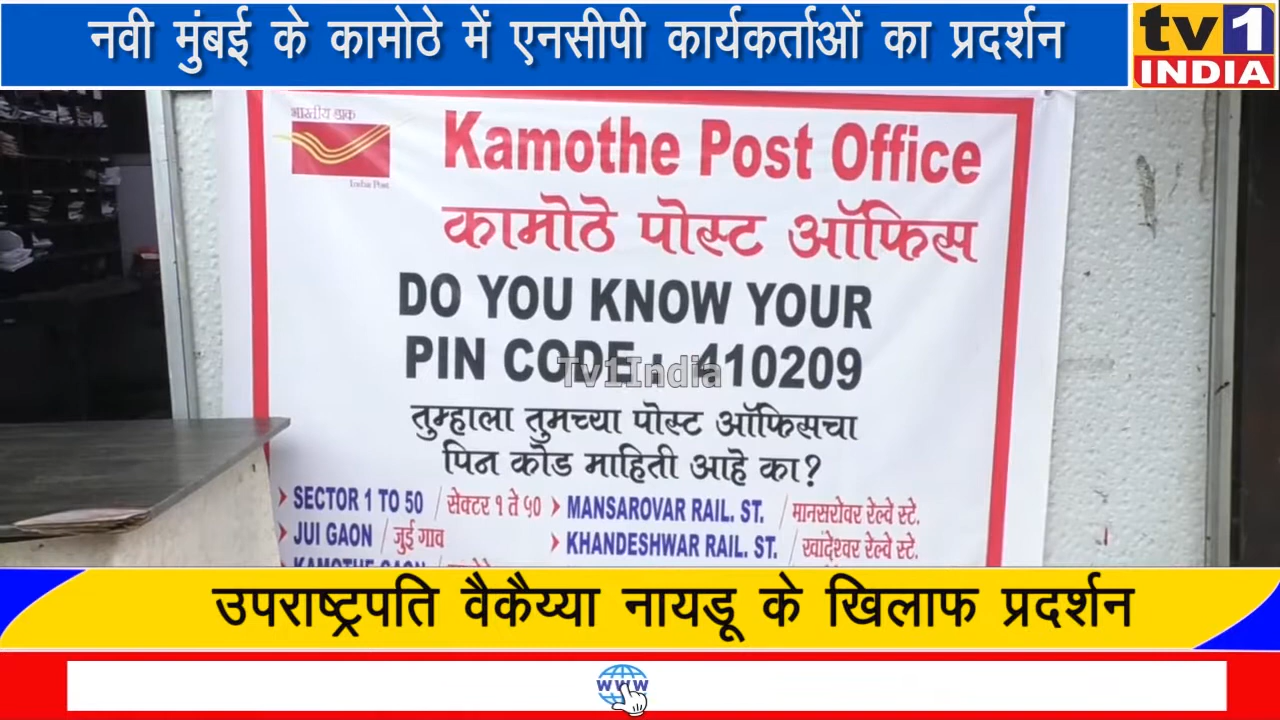 नवी मुंबई के कामोठे में एनसीपी कार्यकर्ताओं का प्रदर्शन
tv1
INDIA
भारतीय डाक
India Post
Kamothe Post Office
कामोठे पोस्ट ऑफिस
DO YOU KNOW YOUR
PIN CODE : 410209
Tv1India
तुम्हाला तुमच्या पोस्ट ऑफिसचा
पिन कोड माहिती आहे का?
SECTOR 1 TO 50 / सेक्टर १ ते ५० MANSAROVAR RAIL. ST. / मानसरोवर रेल्वे स्टे.
JUI GAON / जुई गाव KHANDESHWAR RAIL. ST. / खांदेश्वर रेल्वे स्टे.
उपराष्ट्रपति वैकैय्या नायडू के खिलाफ प्रदर्शन
www